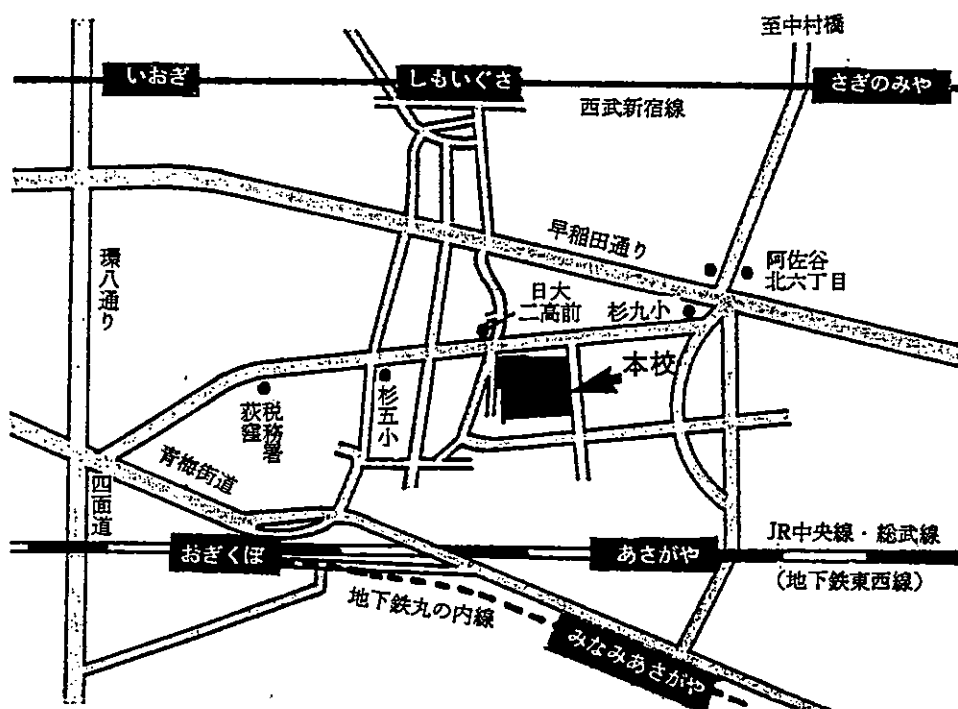 至中村橋
いおぎ
しもいぐさ
さぎのみや
西武新宿線
早稲田通り
環八通り
阿佐谷
北六丁目
日大
二高前
杉九小
本校
杉五小
税務署
荻窪
青梅街道
四面道
おぎくぼ
あさがや
JR中央線・総武線
(地下鉄東西線)
地下鉄丸の内線
みなみあさがや